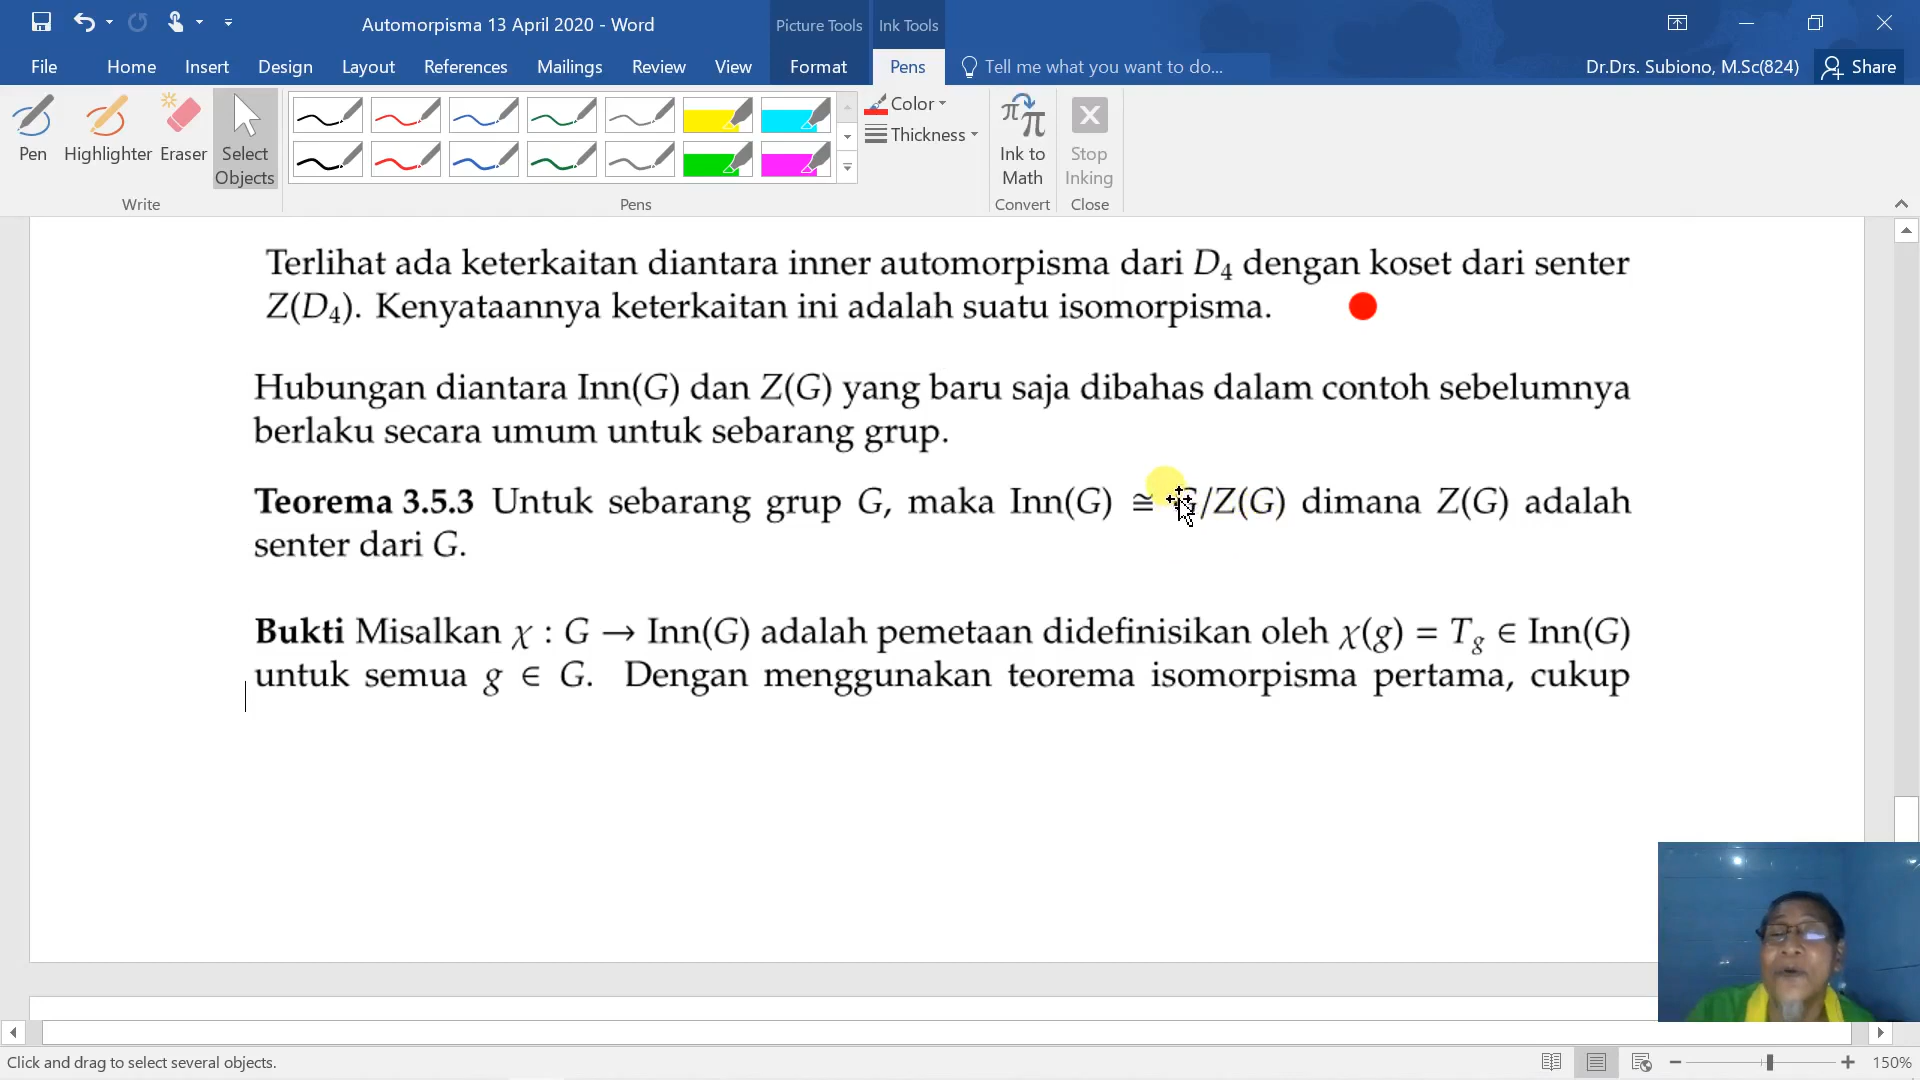 Automorpisma 13 April 2020 - Word
Picture Tools
Ink Tools
File
Home
Insert
Design
Layout
References
Mailings
Review
View
Format
Pens
Tell me what you want to do...
Dr.Drs. Subiono, M.Sc(824)
Share
Pen
Highlighter
Eraser
Select Objects
Color
Thickness
Ink to Math
Stop Inking
Write
Pens
Convert
Close
Terlihat ada keterkaitan diantara inner automorpisma dari D₄ dengan koset dari senter
Z(D₄). Kenyataannya keterkaitan ini adalah suatu isomorpisma.
Hubungan diantara Inn(G) dan Z(G) yang baru saja dibahas dalam contoh sebelumnya
berlaku secara umum untuk sebarang grup.
Teorema 3.5.3 Untuk sebarang grup G, maka Inn(G) ≅ G/Z(G) dimana Z(G) adalah
senter dari G.
Bukti Misalkan χ : G → Inn(G) adalah pemetaan didefinisikan oleh χ(g) = T_g ∈ Inn(G)
untuk semua g ∈ G. Dengan menggunakan teorema isomorpisma pertama, cukup
Click and drag to select several objects.
150%